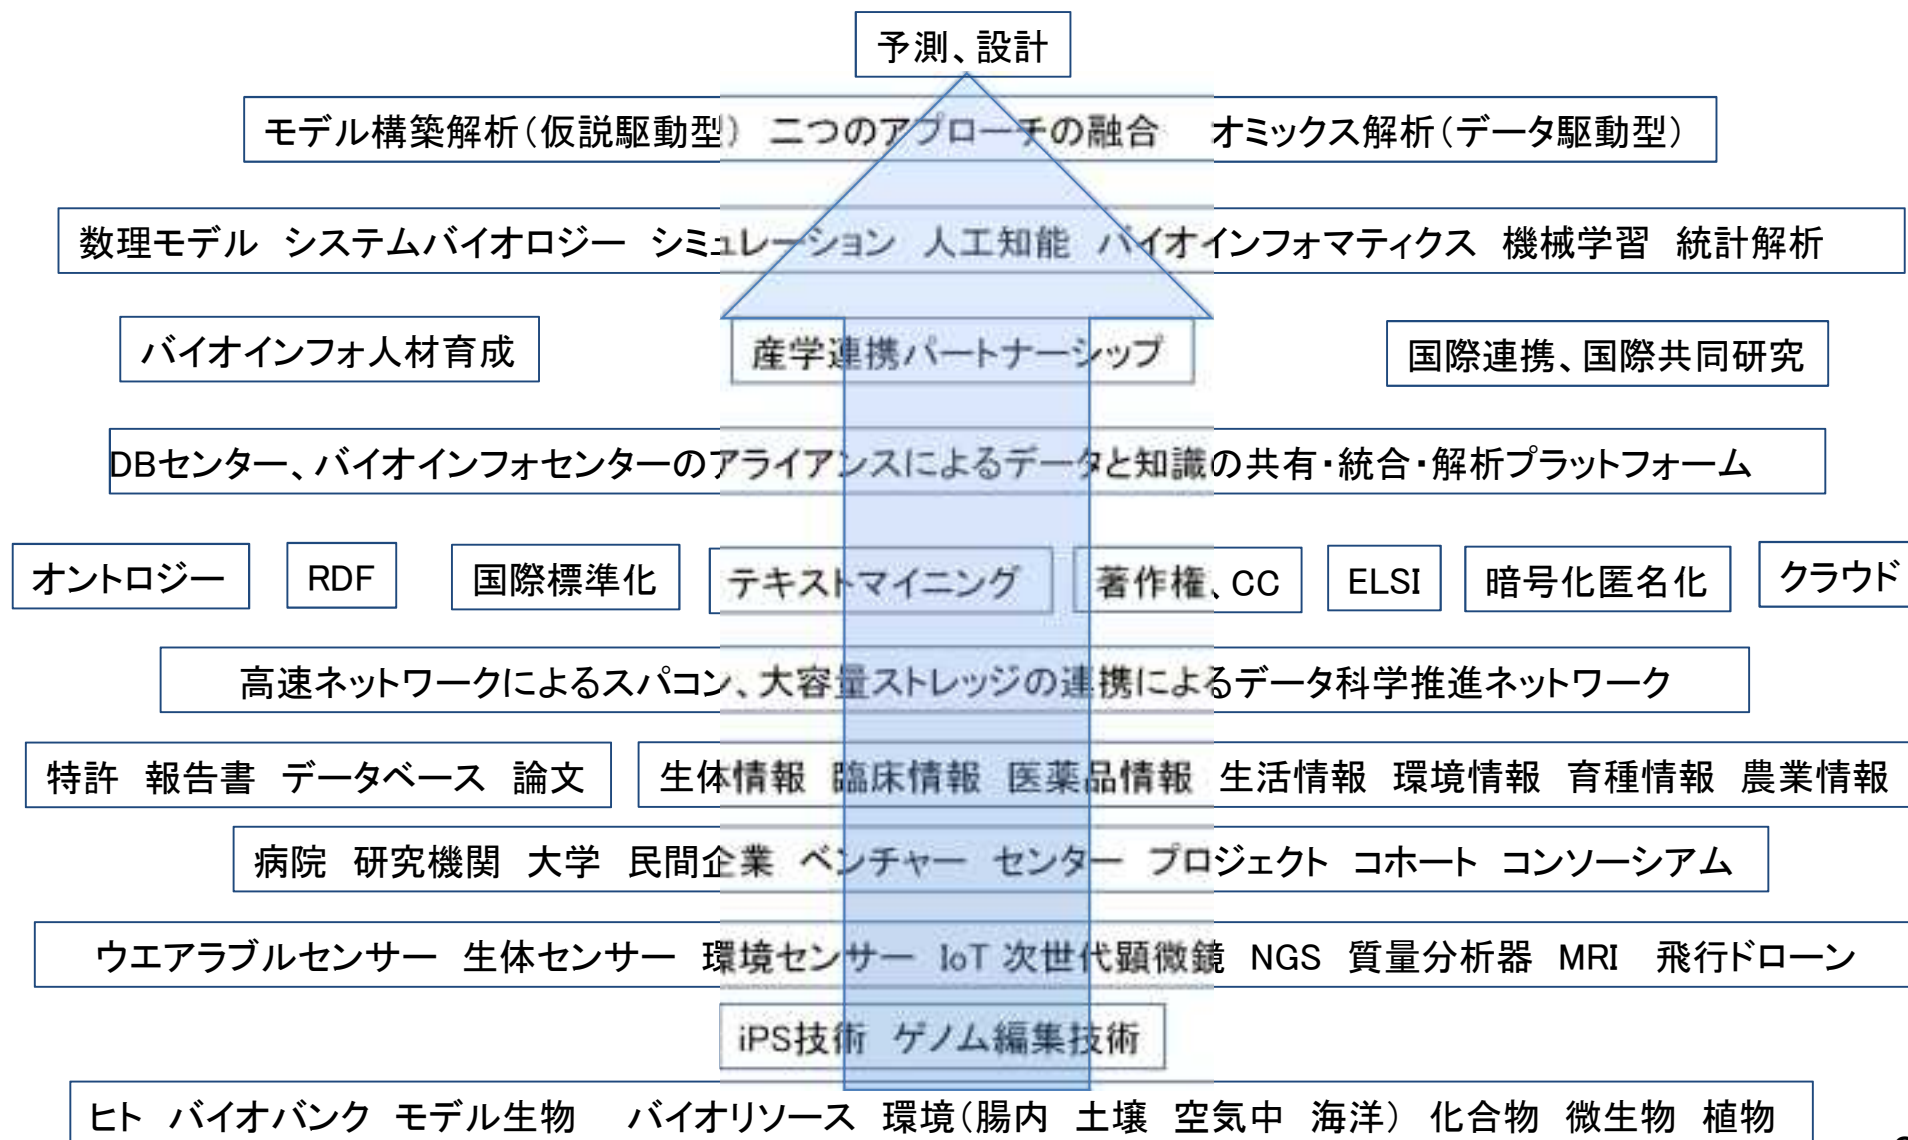 予測、設計
モデル構築解析(仮説駆動型) 二つのアプローチの融合 オミックス解析(データ駆動型)
数理モデル システムバイオロジー シミュレーション 人工知能 バイオインフォマティクス 機械学習 統計解析
バイオインフォ人材育成 産学連携パートナーシップ 国際連携、国際共同研究
DBセンター、バイオインフォセンターのアライアンスによるデータと知識の共有・統合・解析プラットフォーム
オントロジー RDF 国際標準化 テキストマイニング 著作権、CC ELSI 暗号化匿名化 クラウド
高速ネットワークによるスパコン、大容量ストレッジの連携によるデータ科学推進ネットワーク
特許 報告書 データベース 論文 生体情報 臨床情報 医薬品情報 生活情報 環境情報 育種情報 農業情報
病院 研究機関 大学 民間企業 ベンチャー センター プロジェクト コホート コンソーシアム
ウエアラブルセンサー 生体センサー 環境センサー IoT 次世代顕微鏡 NGS 質量分析器 MRI 飛行ドローン
iPS技術 ゲノム編集技術
ヒト バイオバンク モデル生物 バイオリソース 環境(腸内 土壌 空気中 海洋) 化合物 微生物 植物